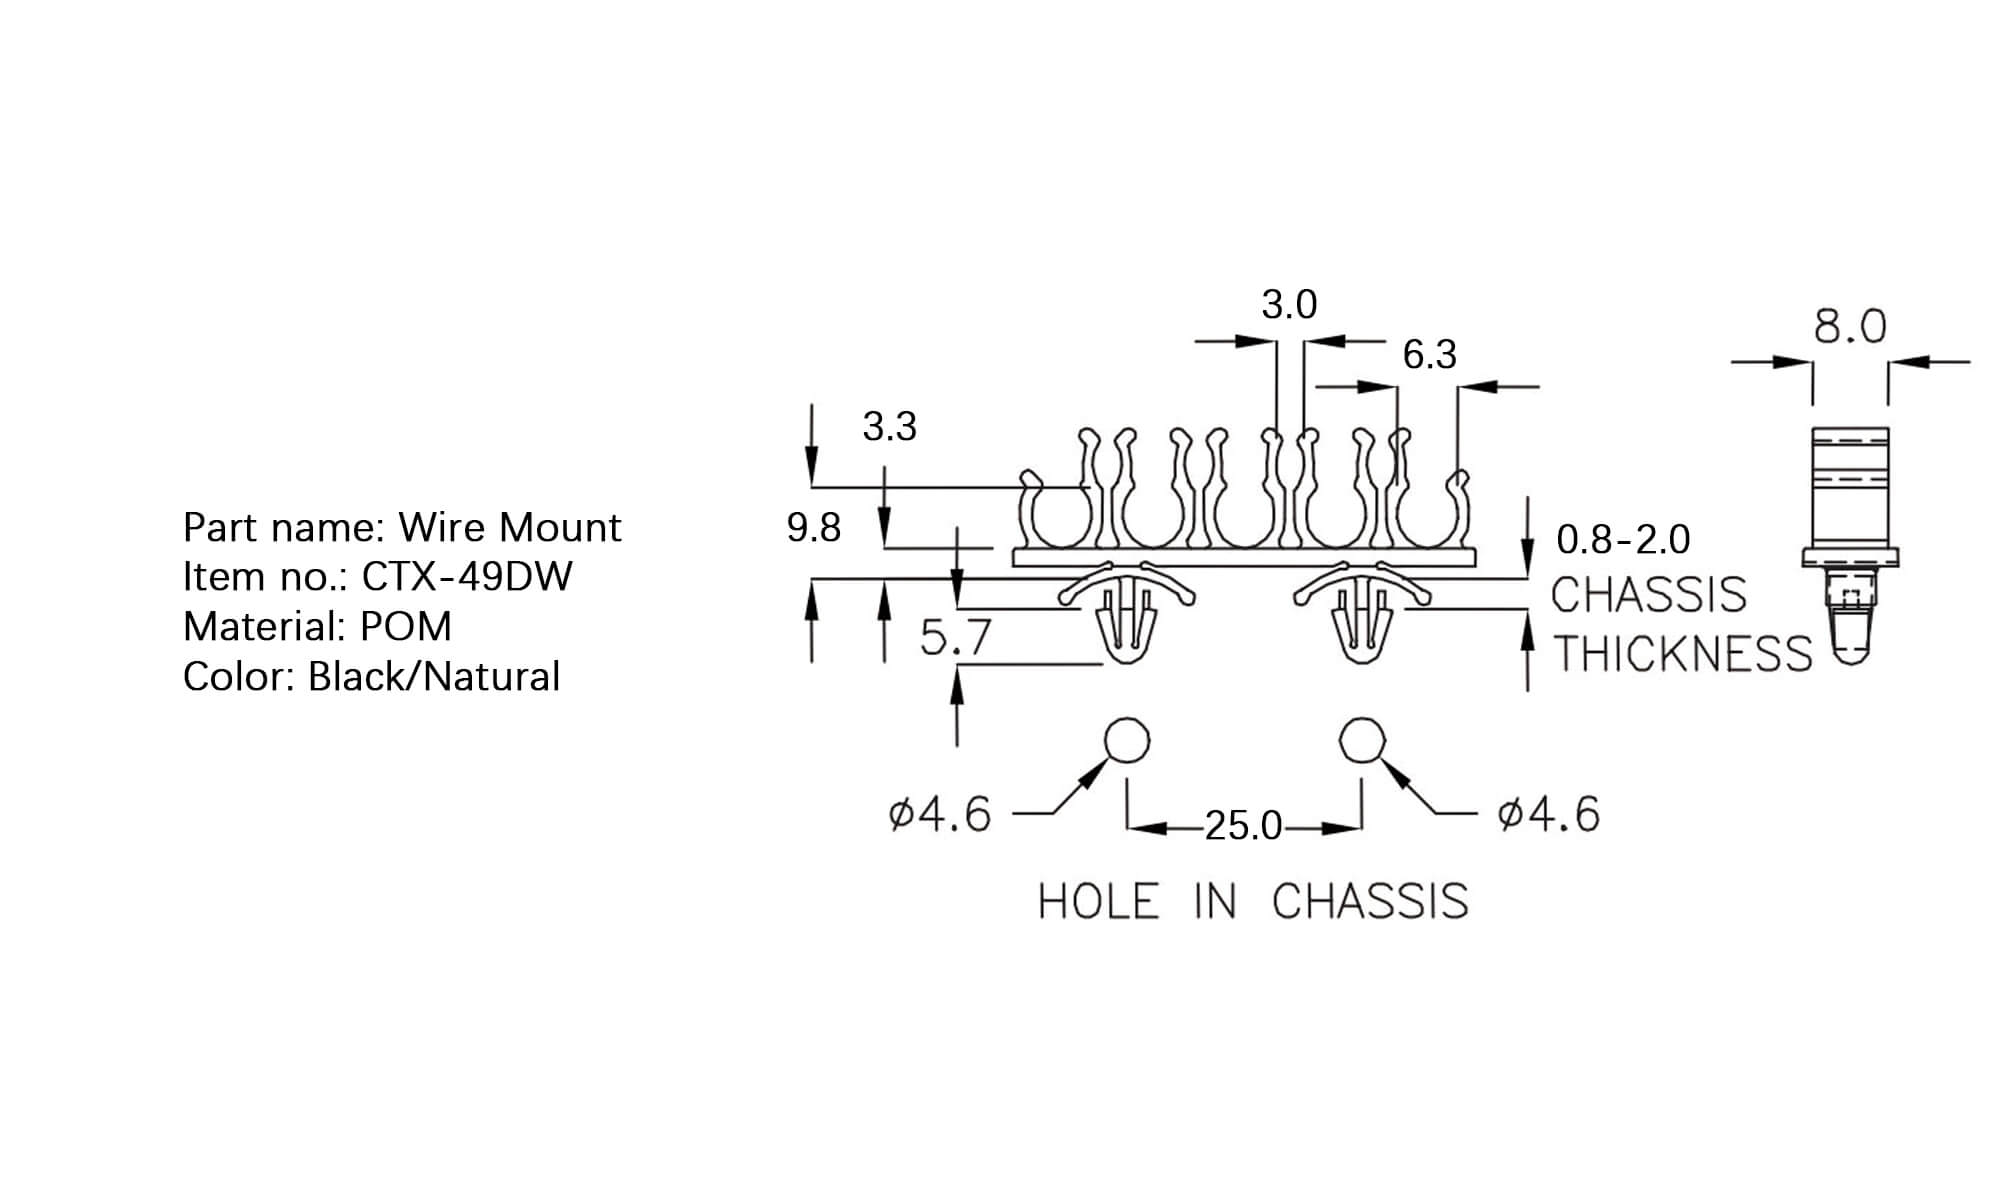 Part name: Wire Mount
Item no.: CTX-49DW
Material: POM
Color: Black/Natural
3.0
6.3
8.0
3.3
9.8
0.8-2.0
CHASSIS
THICKNESS
5.7
ø4.6
25.0
ø4.6
HOLE IN CHASSIS